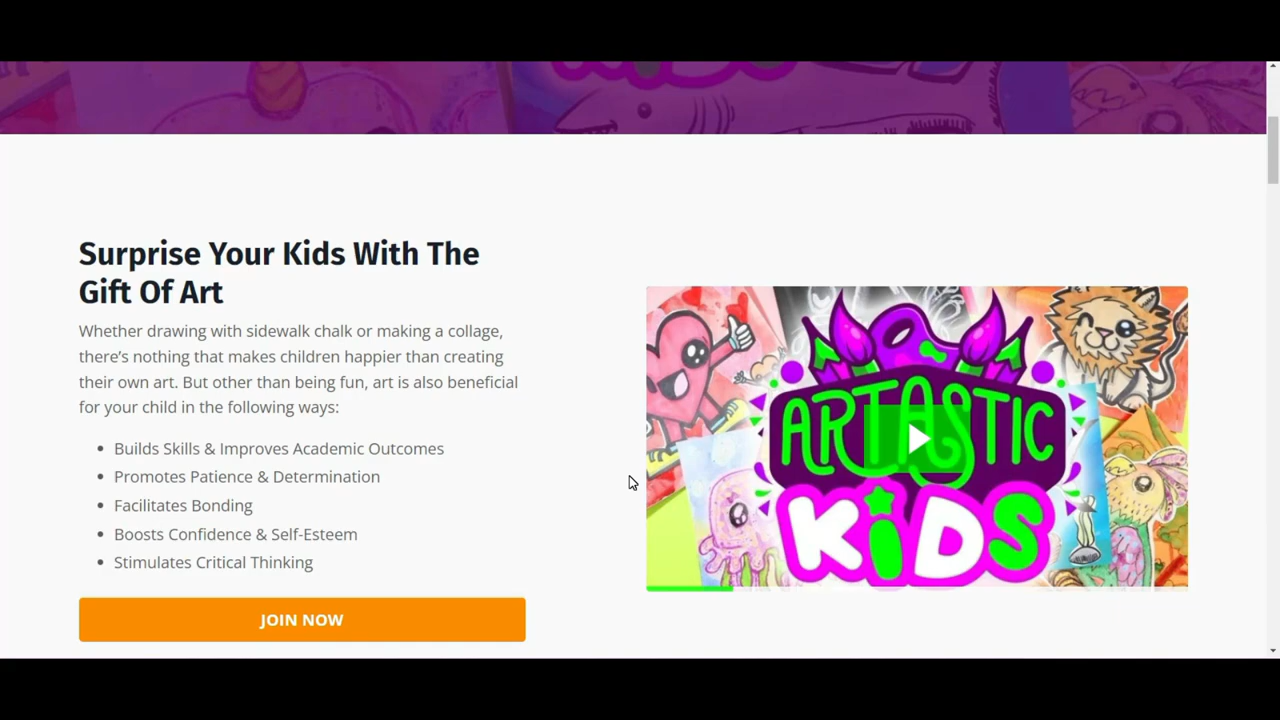 Surprise Your Kids With The
Gift Of Art
Whether drawing with sidewalk chalk or making a collage,
there's nothing that makes children happier than creating
their own art. But other than being fun, art is also beneficial
for your child in the following ways:
Builds Skills & Improves Academic Outcomes
Promotes Patience & Determination
Facilitates Bonding
Boosts Confidence & Self-Esteem
Stimulates Critical Thinking
JOIN NOW
ARTASTIC
KiDS